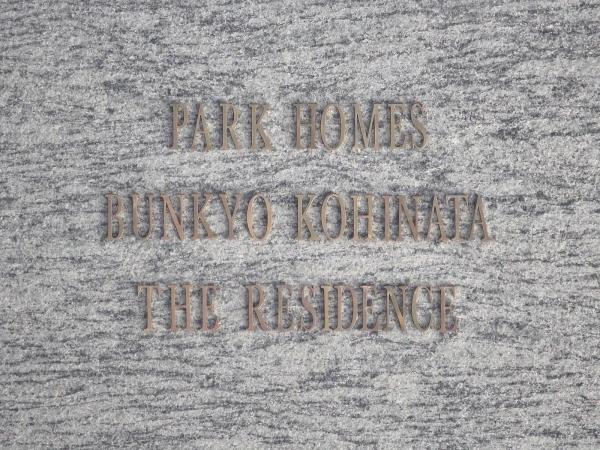 PARK HOMES
BUNKYO KOHINATA
THE RESIDENCE